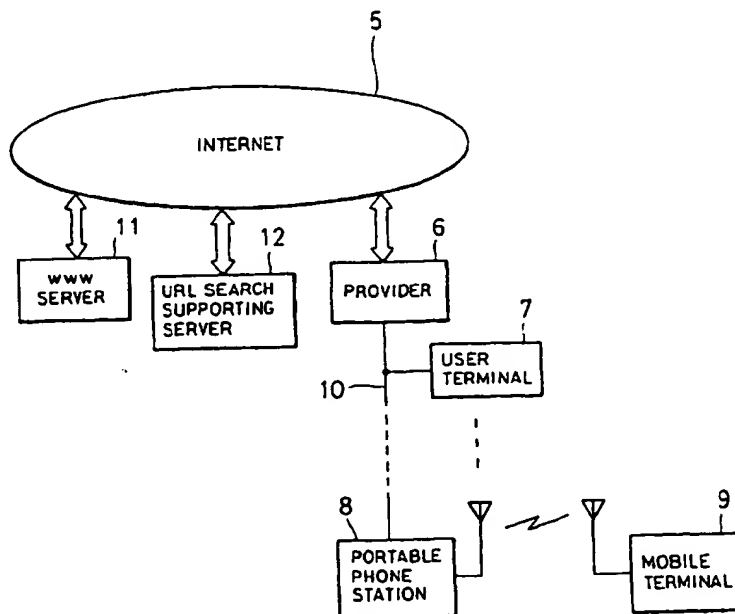 5
INTERNET
11
WWW
SERVER
12
URL SEARCH
SUPPORTING
SERVER
6
PROVIDER
7
USER
TERMINAL
10
8
PORTABLE
PHONE
STATION
9
MOBILE
TERMINAL